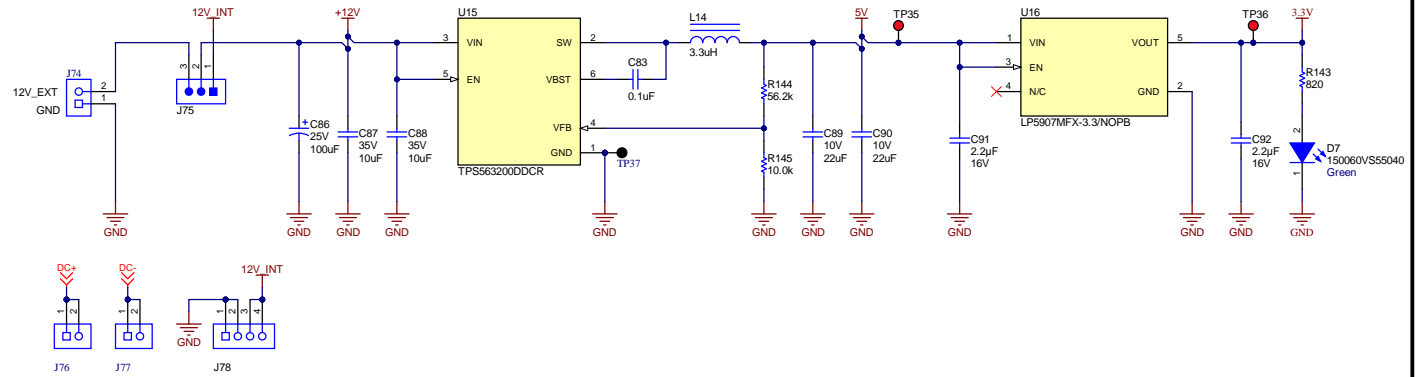 12V_INT
+12V
U15
L14
5V
TP35
U16
TP36
3.3V
3 VIN
SW 2
3.3uH
1 VIN
VOUT 5
J74
5 EN
VBST 6
C83
0.1uF
3 EN
R143
820
12V_EXT 2
GND 1
3 2 1
J75
R144
56.2k
4 N/C
GND 2
LP5907MFX-3.3/NOPB
+ C86
25V
100uF
C87
35V
10uF
C88
35V
10uF
VFB 4
GND 1
TP37
TPS563200DDCR
R145
10.0k
C89
10V
22uF
C90
10V
22uF
C91
2.2µF
16V
C92
2.2µF
16V
2
D7
150060VS55040
Green
1
GND
GND
GND
GND
GND
GND
GND
GND
GND
GND
GND
GND
DC+
DC-
12V_INT
1 2
1 2
1 2 3 4
GND
J76
J77
J78